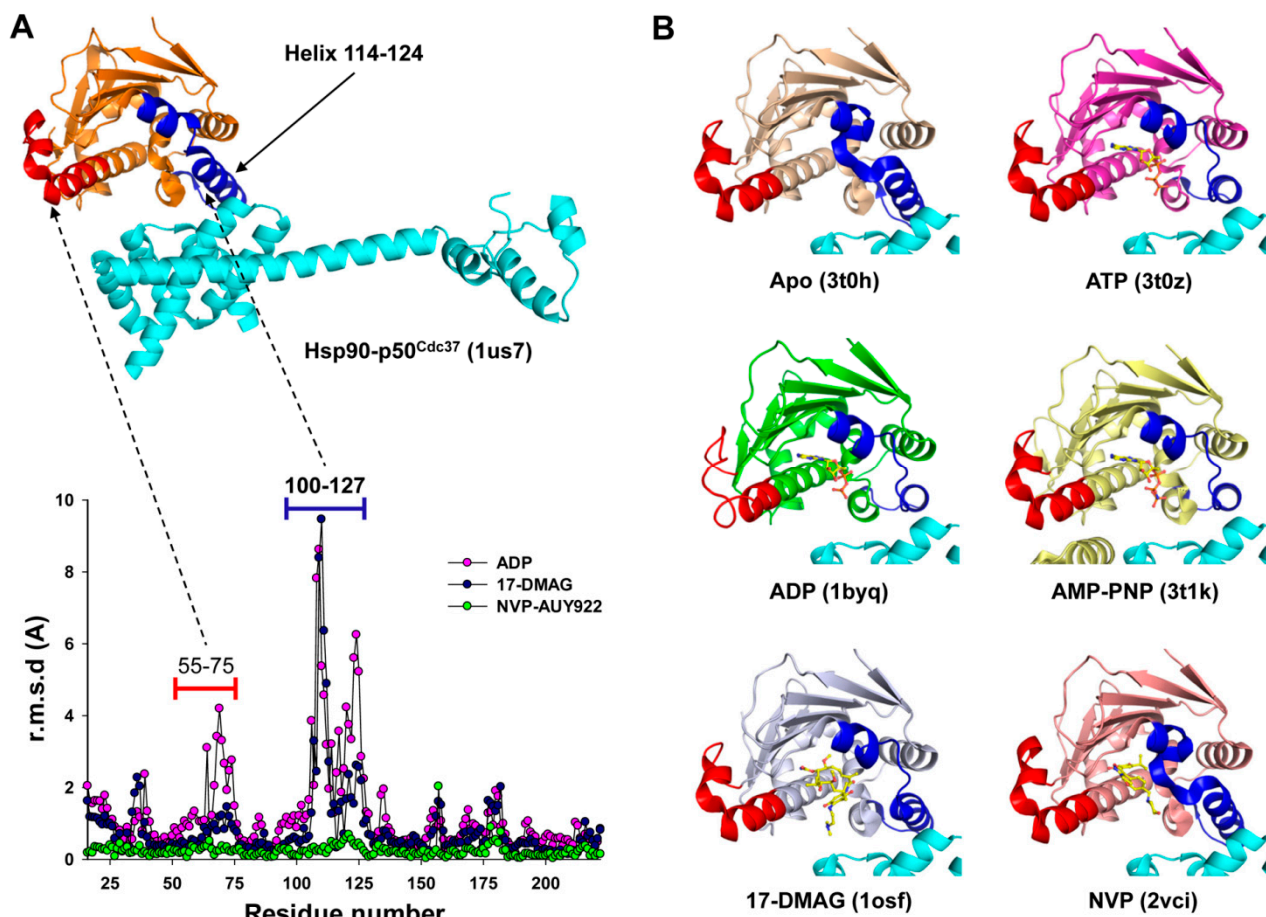 A
Helix 114-124
Hsp90-p50Cdc37 (1us7)
10
8
6
4
2
0
r.m.s.d (A)
100-127
55-75
ADP
17-DMAG
NVP-AUY922
25
50
75
100
125
150
175
200
Residue number
B
Apo (3t0h)
ATP (3t0z)
ADP (1byq)
AMP-PNP (3t1k)
17-DMAG (1osf)
NVP (2vci)